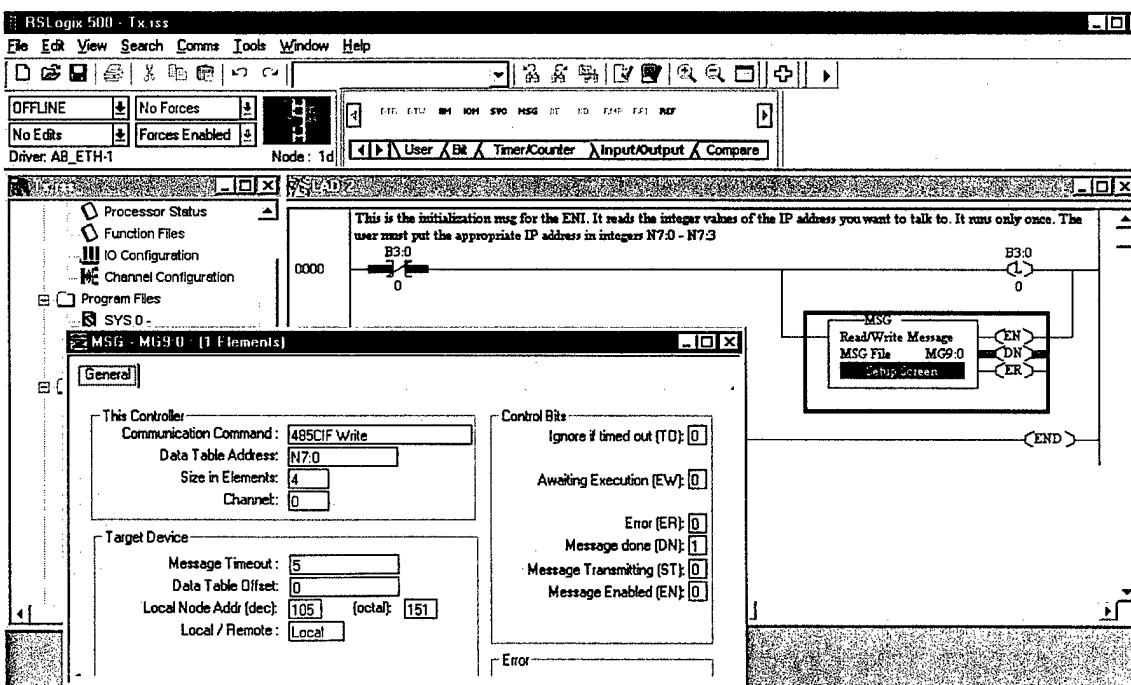 RSLogix 500 - Tx.rss
File Edit View Search Comms Tools Window Help
OFFLINE No Forces
No Edits Forces Enabled
Driver: AB_ETH-1 Node: 1d
User Bit Timer/Counter Input/Output Compare
LAD 2
Processor Status
Function Files
IO Configuration
Channel Configuration
Program Files
SYS 0 -
This is the initialization msg for the ENI. It reads the integer values of the IP address you want to talk to. It runs only once. The
user must put the appropriate IP address in integers N7:0 - N7:3
0000
B3:0
0
B3:0
L
0
MSG
Read/Write Message
MSG File MG9:0
Setup Screen
EN
DN
ER
END
MSG - MG9:0 : (1 Elements)
General
This Controller
Communication Command: 485CIF Write
Data Table Address: N7:0
Size in Elements: 4
Channel: 0
Target Device
Message Timeout: 5
Data Table Offset: 0
Local Node Addr (dec): 105 (octal): 151
Local / Remote: Local
Control Bits
Ignore if timed out (TO): 0
Awaiting Execution (EW): 0
Error (ER): 0
Message done (DN): 1
Message Transmitting (ST): 0
Message Enabled (EN): 0
Error